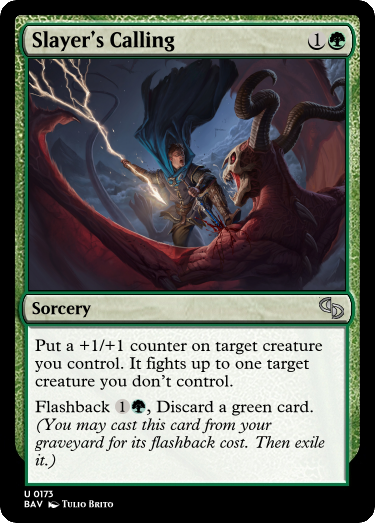 Slayer's Calling 1
Sorcery
Put a +1/+1 counter on target creature
you control. It fights up to one target
creature you don't control.
Flashback 1, Discard a green card.
(You may cast this card from your
graveyard for its flashback cost. Then exile
it.)
U 0173
BAV Tulio Brito